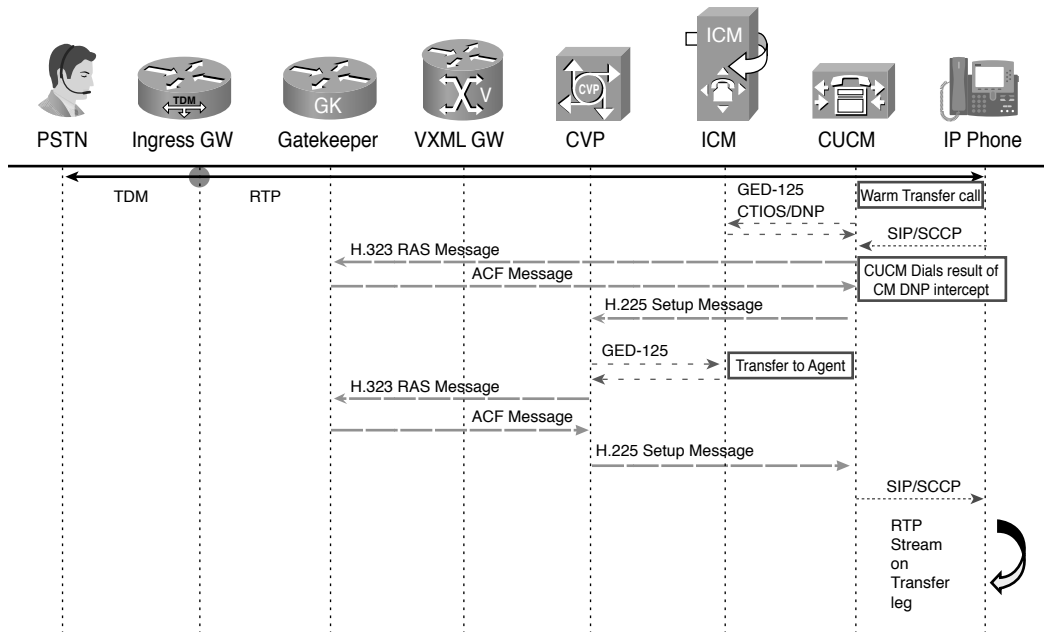 ICM
TDM
GK
V
CVP
PSTN
Ingress GW
Gatekeeper
VXML GW
CVP
ICM
CUCM
IP Phone
TDM
RTP
GED-125
CTIOS/DNP
Warm Transfer call
SIP/SCCP
H.323 RAS Message
ACF Message
CUCM Dials result of
CM DNP intercept
H.225 Setup Message
GED-125
Transfer to Agent
H.323 RAS Message
ACF Message
H.225 Setup Message
SIP/SCCP
RTP
Stream
on
Transfer
leg